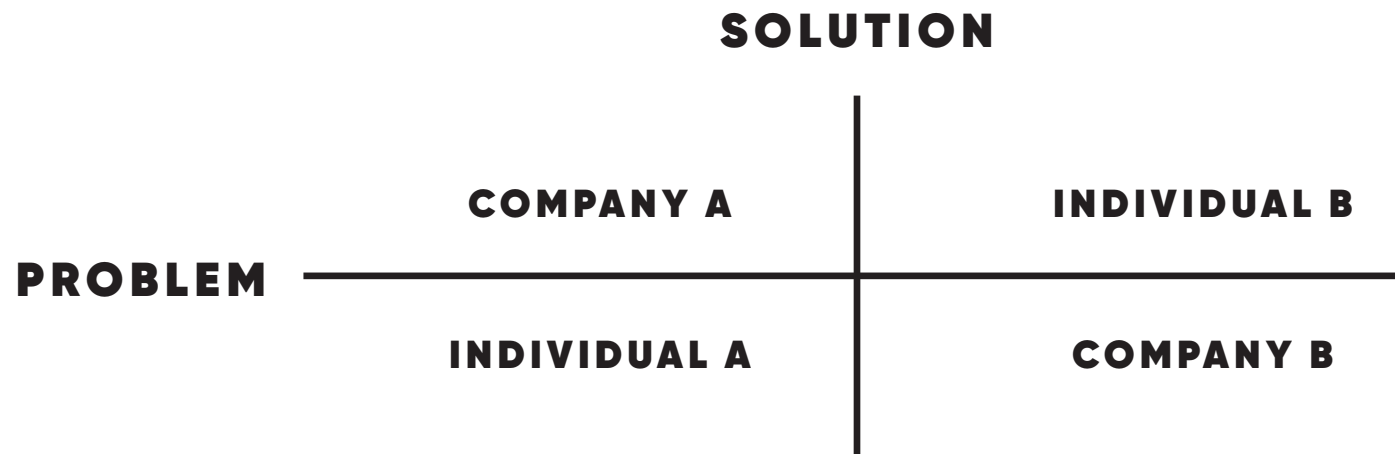 SOLUTION
COMPANY A
INDIVIDUAL B
PROBLEM
INDIVIDUAL A
COMPANY B